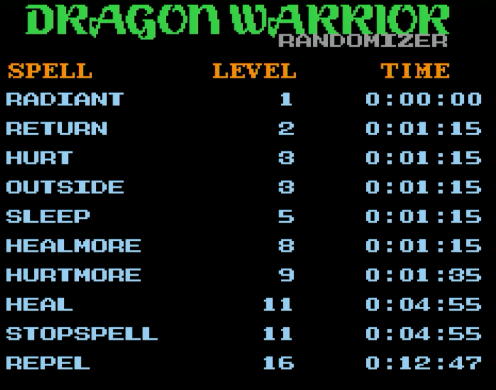 DRAGON WARRIOR
RANDOMIZER
SPELL LEVEL TIME
RADIANT 1 0:00:00
RETURN 2 0:01:15
HURT 3 0:01:15
OUTSIDE 3 0:01:15
SLEEP 5 0:01:15
HEALMORE 8 0:01:15
HURTMORE 9 0:01:35
HEAL 11 0:04:55
STOPSPELL 11 0:04:55
REPEL 16 0:12:47